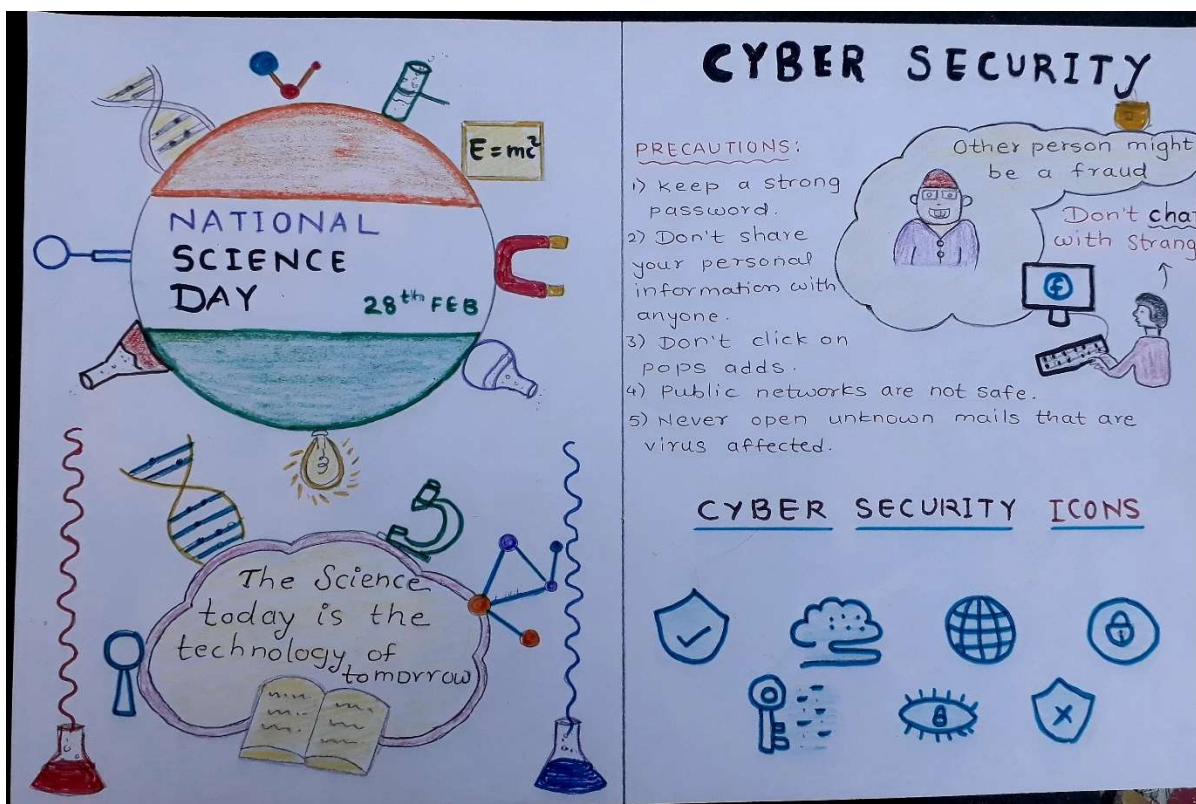 E=mc²
NATIONAL
SCIENCE
DAY
28th FEB
The Science
today is the
technology of
tomorrow
CYBER SECURITY
PRECAUTIONS:
1) Keep a strong
password.
2) Don't share
your personal
information with
anyone.
3) Don't click on
pops adds.
4) Public networks are not safe.
5) Never open unknown mails that are
virus affected.
Other person might
be a fraud
Don't chat
with Strang
f
CYBER SECURITY ICONS